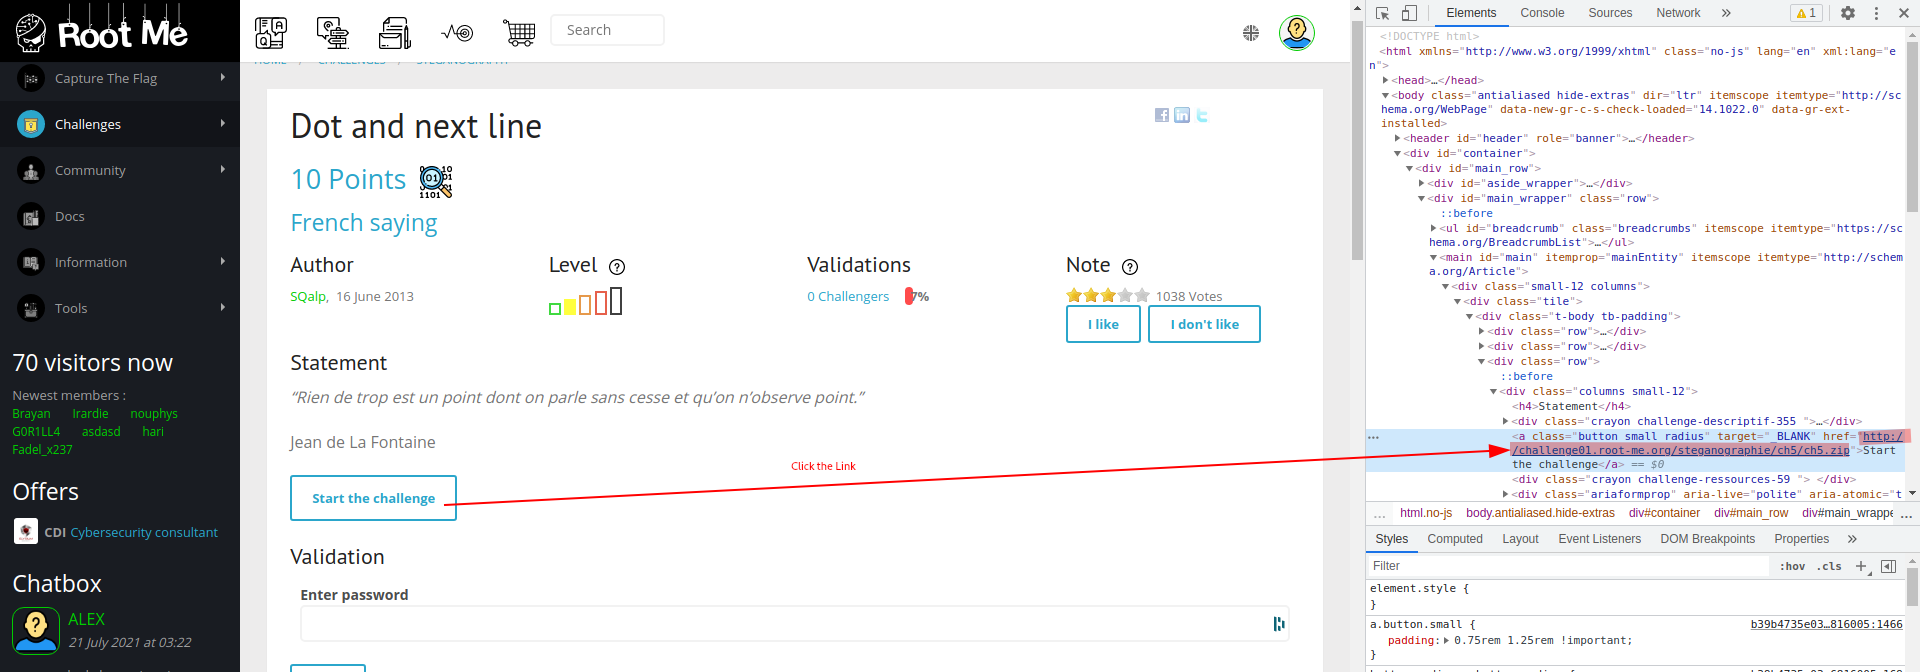 Root Me
Search
Capture The Flag
Challenges
Community
Docs
Information
Tools
70 visitors now
Newest members :
Brayan Irardie nouphys
G0R1LL4 asdasd hari
Fadel_x237
Offers
CDI Cybersecurity consultant
Chatbox
ALEX
21 July 2021 at 03:22
HOME / CHALLENGES / STEGANOGRAPHY
Dot and next line
10 Points
French saying
Author
SQalp, 16 June 2013
Level
Validations
0 Challengers 7%
Note
1038 Votes
I like
I don't like
Statement
“Rien de trop est un point dont on parle sans cesse et qu’on n’observe point.”
Jean de La Fontaine
Click the Link
Start the challenge
Validation
Enter password
Elements Console Sources Network » 1
<!DOCTYPE html>
<html xmlns="http://www.w3.org/1999/xhtml" class="no-js" lang="en" xml:lang="e
n">
<head>…</head>
<body class="antialiased hide-extras" dir="ltr" itemscope itemtype="http://sc
hema.org/WebPage" data-new-gr-c-s-check-loaded="14.1022.0" data-gr-ext-
installed>
<header id="header" role="banner">…</header>
<div id="container">
<div id="main_row">
<div id="aside_wrapper">…</div>
<div id="main_wrapper" class="row">
::before
<ul id="breadcrumb" class="breadcrumbs" itemscope itemtype="https://sc
hema.org/BreadcrumbList">…</ul>
<main id="main" itemprop="mainEntity" itemscope itemtype="http://schem
a.org/Article">
<div class="small-12 columns">
<div class="tile">
<div class="t-body tb-padding">
<div class="row">…</div>
<div class="row">…</div>
<div class="row">
::before
<div class="columns small-12">
<h4>Statement</h4>
<div class="crayon challenge-descriptif-355 ">…</div>
<a class="button small radius" target="_BLANK" href="http:/
/challenge01.root-me.org/steganographie/ch5/ch5.zip">Start
the challenge</a> == $0
<div class="crayon challenge-ressources-59 "> </div>
<div class="ariaformprop" aria-live="polite" aria-atomic="t
… html.no-js body.antialiased.hide-extras div#container div#main_row div#main_wrappe …
Styles Computed Layout Event Listeners DOM Breakpoints Properties »
Filter :hov .cls +
element.style {
}
a.button.small { b39b4735e03…816005:1466
padding: 0.75rem 1.25rem !important;
}